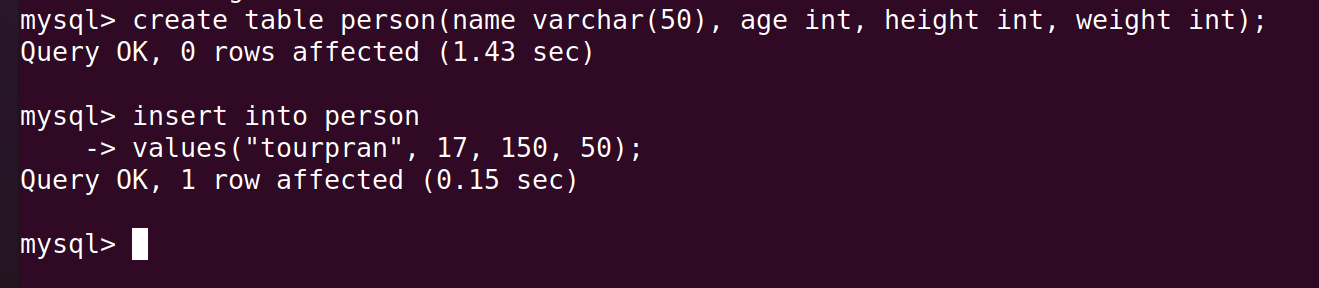 mysql> create table person(name varchar(50), age int, height int, weight int);
Query OK, 0 rows affected (1.43 sec)
mysql> insert into person
    -> values("tourpran", 17, 150, 50);
Query OK, 1 row affected (0.15 sec)
mysql>